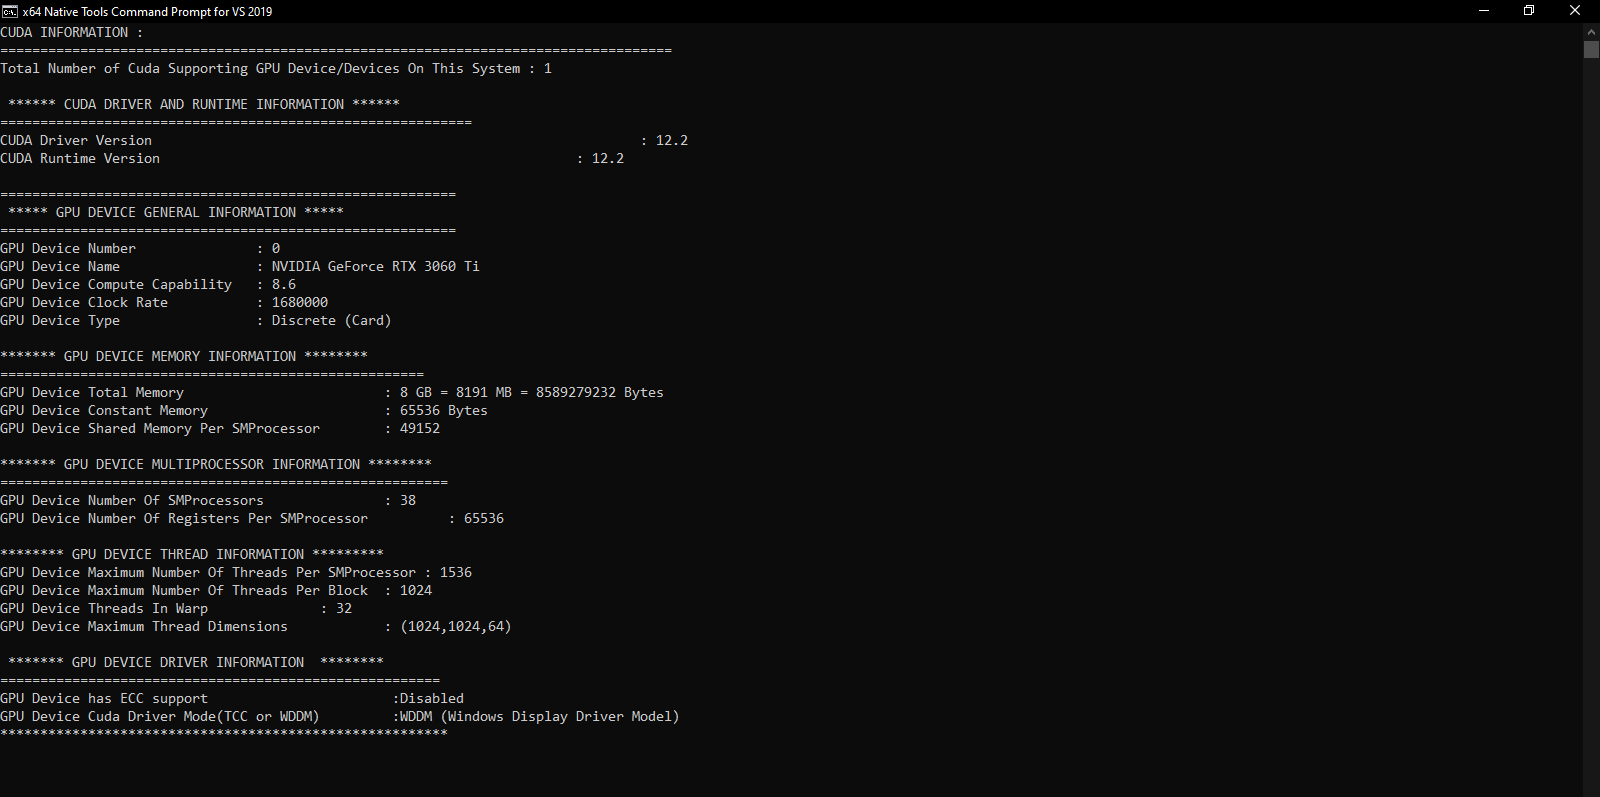 x64 Native Tools Command Prompt for VS 2019
CUDA INFORMATION :
====================================================================================
Total Number of Cuda Supporting GPU Device/Devices On This System : 1
****** CUDA DRIVER AND RUNTIME INFORMATION ******
===========================================================
CUDA Driver Version : 12.2
CUDA Runtime Version : 12.2
=========================================================
***** GPU DEVICE GENERAL INFORMATION *****
=========================================================
GPU Device Number : 0
GPU Device Name : NVIDIA GeForce RTX 3060 Ti
GPU Device Compute Capability : 8.6
GPU Device Clock Rate : 1680000
GPU Device Type : Discrete (Card)
******* GPU DEVICE MEMORY INFORMATION ********
=====================================================
GPU Device Total Memory : 8 GB = 8191 MB = 8589279232 Bytes
GPU Device Constant Memory : 65536 Bytes
GPU Device Shared Memory Per SMProcessor : 49152
******* GPU DEVICE MULTIPROCESSOR INFORMATION ********
========================================================
GPU Device Number Of SMProcessors : 38
GPU Device Number Of Registers Per SMProcessor : 65536
******** GPU DEVICE THREAD INFORMATION *********
GPU Device Maximum Number Of Threads Per SMProcessor : 1536
GPU Device Maximum Number Of Threads Per Block : 1024
GPU Device Threads In Warp : 32
GPU Device Maximum Thread Dimensions : (1024,1024,64)
******* GPU DEVICE DRIVER INFORMATION ********
=======================================================
GPU Device has ECC support :Disabled
GPU Device Cuda Driver Mode(TCC or WDDM) :WDDM (Windows Display Driver Model)
********************************************************